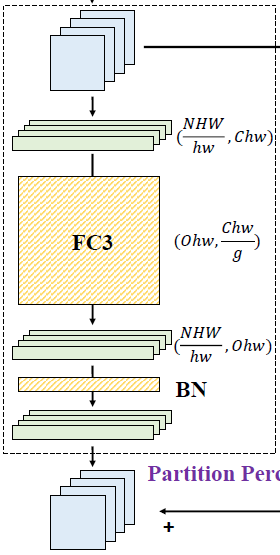 (NHW/hw, Chw)
FC3
(Ohw, Chw/g)
(NHW/hw, Ohw)
BN
Partition Perc
+